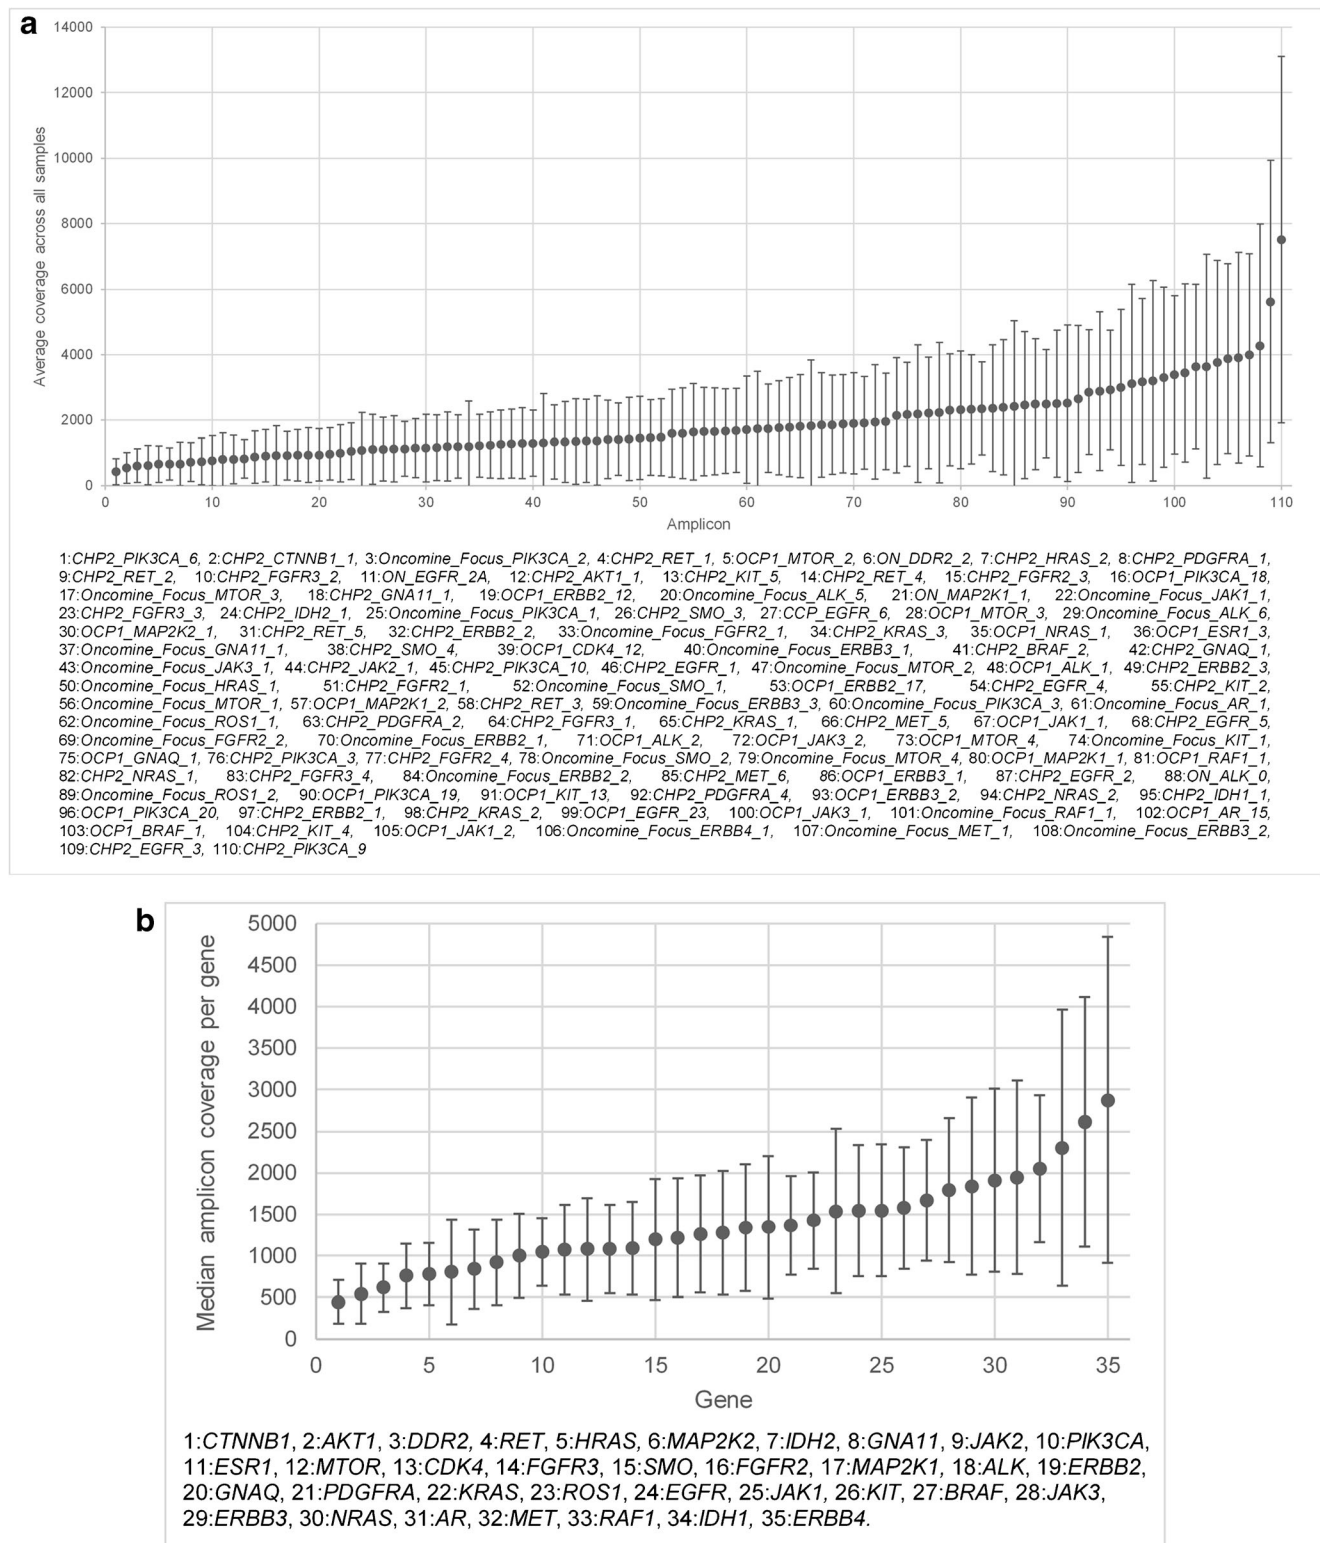 a
14000
12000
10000
8000
6000
4000
2000
0
Average coverage across all samples
0 10 20 30 40 50 60 70 80 90 100 110
Amplicon
1:CHP2_PIK3CA_6, 2:CHP2_CTNNB1_1, 3:Oncomine_Focus_PIK3CA_2, 4:CHP2_RET_1, 5:OCP1_MTOR_2, 6:ON_DDR2_2, 7:CHP2_HRAS_2, 8:CHP2_PDGFRA_1,
9:CHP2_RET_2, 10:CHP2_FGFR3_2, 11:ON_EGFR_2A, 12:CHP2_AKT1_1, 13:CHP2_KIT_5, 14:CHP2_RET_4, 15:CHP2_FGFR2_3, 16:OCP1_PIK3CA_18,
17:Oncomine_Focus_MTOR_3, 18:CHP2_GNA11_1, 19:OCP1_ERBB2_12, 20:Oncomine_Focus_ALK_5, 21:ON_MAP2K1_1, 22:Oncomine_Focus_JAK1_1,
23:CHP2_FGFR3_3, 24:CHP2_IDH2_1, 25:Oncomine_Focus_PIK3CA_1, 26:CHP2_SMO_3, 27:CCP_EGFR_6, 28:OCP1_MTOR_3, 29:Oncomine_Focus_ALK_6,
30:OCP1_MAP2K2_1, 31:CHP2_RET_5, 32:CHP2_ERBB2_2, 33:Oncomine_Focus_FGFR2_1, 34:CHP2_KRAS_3, 35:OCP1_NRAS_1, 36:OCP1_ESR1_3,
37:Oncomine_Focus_GNA11_1, 38:CHP2_SMO_4, 39:OCP1_CDK4_12, 40:Oncomine_Focus_ERBB3_1, 41:CHP2_BRAF_2, 42:CHP2_GNAQ_1,
43:Oncomine_Focus_JAK3_1, 44:CHP2_JAK2_1, 45:CHP2_PIK3CA_10, 46:CHP2_EGFR_1, 47:Oncomine_Focus_MTOR_2, 48:OCP1_ALK_1, 49:CHP2_ERBB2_3,
50:Oncomine_Focus_HRAS_1, 51:CHP2_FGFR2_1, 52:Oncomine_Focus_SMO_1, 53:OCP1_ERBB2_17, 54:CHP2_EGFR_4, 55:CHP2_KIT_2,
56:Oncomine_Focus_MTOR_1, 57:OCP1_MAP2K1_2, 58:CHP2_RET_3, 59:Oncomine_Focus_ERBB3_3, 60:Oncomine_Focus_PIK3CA_3, 61:Oncomine_Focus_AR_1,
62:Oncomine_Focus_ROS1_1, 63:CHP2_PDGFRA_2, 64:CHP2_FGFR3_1, 65:CHP2_KRAS_1, 66:CHP2_MET_5, 67:OCP1_JAK1_1, 68:CHP2_EGFR_5,
69:Oncomine_Focus_FGFR2_2, 70:Oncomine_Focus_ERBB2_1, 71:OCP1_ALK_2, 72:OCP1_JAK3_2, 73:OCP1_MTOR_4, 74:Oncomine_Focus_KIT_1,
75:OCP1_GNAQ_1, 76:CHP2_PIK3CA_3, 77:CHP2_FGFR2_4, 78:Oncomine_Focus_SMO_2, 79:Oncomine_Focus_MTOR_4, 80:OCP1_MAP2K1_1, 81:OCP1_RAF1_1,
82:CHP2_NRAS_1, 83:CHP2_FGFR3_4, 84:Oncomine_Focus_ERBB2_2, 85:CHP2_MET_6, 86:OCP1_ERBB3_1, 87:CHP2_EGFR_2, 88:ON_ALK_0,
89:Oncomine_Focus_ROS1_2, 90:OCP1_PIK3CA_19, 91:OCP1_KIT_13, 92:CHP2_PDGFRA_4, 93:OCP1_ERBB3_2, 94:CHP2_NRAS_2, 95:CHP2_IDH1_1,
96:OCP1_PIK3CA_20, 97:CHP2_ERBB2_1, 98:CHP2_KRAS_2, 99:OCP1_EGFR_23, 100:OCP1_JAK3_1, 101:Oncomine_Focus_RAF1_1, 102:OCP1_AR_15,
103:OCP1_BRAF_1, 104:CHP2_KIT_4, 105:OCP1_JAK1_2, 106:Oncomine_Focus_ERBB4_1, 107:Oncomine_Focus_MET_1, 108:Oncomine_Focus_ERBB3_2,
109:CHP2_EGFR_3, 110:CHP2_PIK3CA_9
b
5000
4500
4000
3500
3000
2500
2000
1500
1000
500
0
Median amplicon coverage per gene
0 5 10 15 20 25 30 35
Gene
1:CTNNB1, 2:AKT1, 3:DDR2, 4:RET, 5:HRAS, 6:MAP2K2, 7:IDH2, 8:GNA11, 9:JAK2, 10:PIK3CA,
11:ESR1, 12:MTOR, 13:CDK4, 14:FGFR3, 15:SMO, 16:FGFR2, 17:MAP2K1, 18:ALK, 19:ERBB2,
20:GNAQ, 21:PDGFRA, 22:KRAS, 23:ROS1, 24:EGFR, 25:JAK1, 26:KIT, 27:BRAF, 28:JAK3,
29:ERBB3, 30:NRAS, 31:AR, 32:MET, 33:RAF1, 34:IDH1, 35:ERBB4.